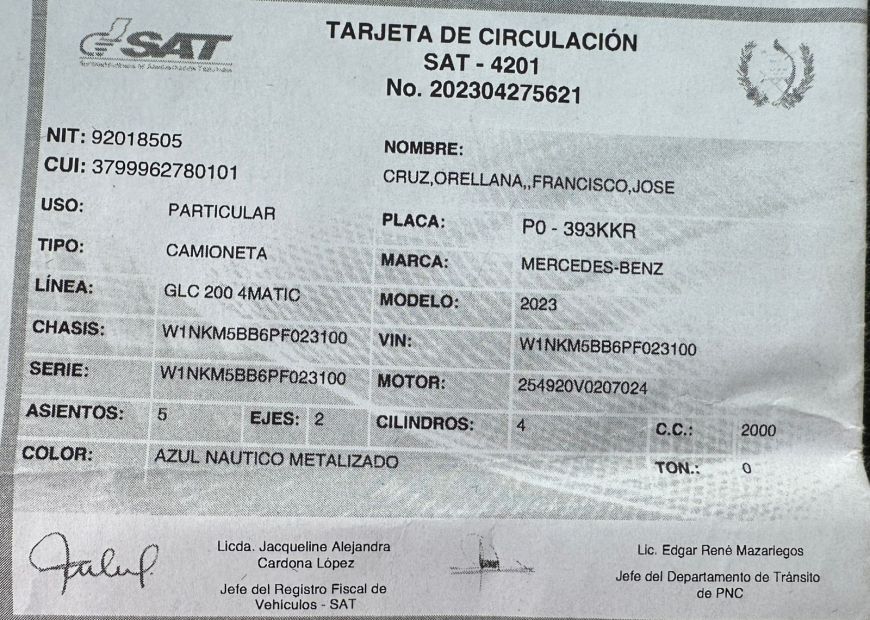 SAT
TARJETA DE CIRCULACIÓN
SAT - 4201
No. 202304275621
NIT: 92018505
CUI: 3799962780101
NOMBRE:
CRUZ,ORELLANA,,FRANCISCO,JOSE
USO: PARTICULAR PLACA: P0 - 393KKR
TIPO: CAMIONETA MARCA: MERCEDES-BENZ
LÍNEA: GLC 200 4MATIC MODELO: 2023
CHASIS: W1NKM5BB6PF023100 VIN: W1NKM5BB6PF023100
SERIE: W1NKM5BB6PF023100 MOTOR: 254920V0207024
ASIENTOS: 5 EJES: 2 CILINDROS: 4 C.C.: 2000
COLOR: AZUL NAUTICO METALIZADO TON.: 0
Licda. Jacqueline Alejandra
Cardona López
Jefe del Registro Fiscal de
Vehiculos - SAT
Lic. Edgar René Mazariegos
Jefe del Departamento de Tránsito
de PNC